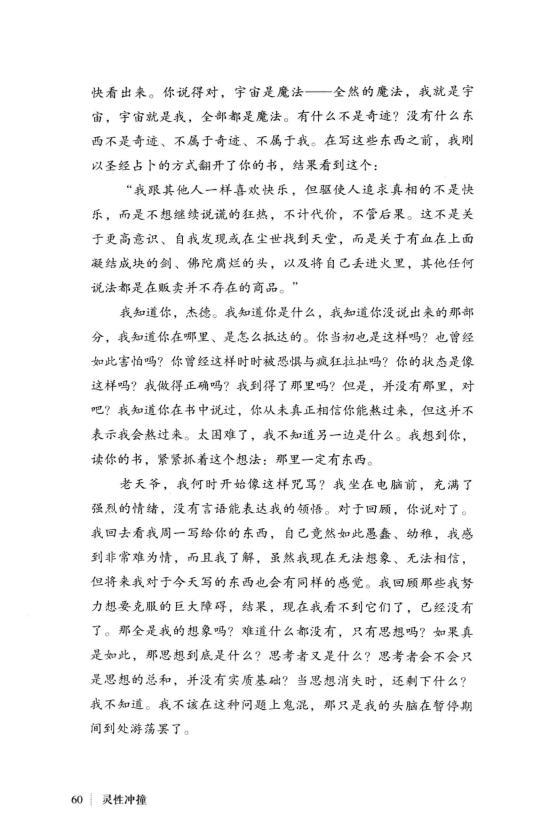 快看出来。你说得对，宇宙是魔法——全然的魔法，我就是宇
宙，宇宙就是我，全部都是魔法。有什么不是奇迹？没有什么东
西不是奇迹、不属于奇迹、不属于我。在写这些东西之前，我刚
以圣经占卜的方式翻开了你的书，结果看到这个：
“我跟其他人一样喜欢快乐，但驱使人追求真相的不是快
乐，而是不想继续说谎的狂热，不计代价，不管后果。这不是关
于更高意识、自我发现或在尘世找到天堂，而是关于有血在上面
凝结成块的剑、佛陀腐烂的头，以及将自己丢进火里，其他任何
说法都是在贩卖并不存在的商品。”
我知道你，杰德。我知道你是什么，我知道你没说出来的那部
分，我知道你在哪里、是怎么抵达的。你当初也是这样吗？也曾经
如此害怕吗？你曾经这样时时被恐惧与疯狂拉扯吗？你的状态是像
这样吗？我做得正确吗？我到得了那里吗？但是，并没有那里，对
吧？我知道你在书中说过，你从未真正相信你能熬过来，但这并不
表示我会熬过来。太困难了，我不知道另一边是什么。我想到你，
读你的书，紧紧抓着这个想法：那里一定有东西。
老天爷，我何时开始像这样咒骂？我坐在电脑前，充满了
强烈的情绪，没有言语能表达我的领悟。对于回顾，你说对了。
我回去看我周一写给你的东西，自己竟然如此愚蠢、幼稚，我感
到非常难为情，而且我了解，虽然我现在无法想象、无法相信，
但将来我对于今天写的东西也会有同样的感觉。我回顾那些我努
力想要克服的巨大障碍，结果，现在我看不到它们了，已经没有
了。那全是我的想象吗？难道什么都没有，只有思想吗？如果真
是如此，那思想到底是什么？思考者又是什么？思考者会不会只
是思想的总和，并没有实质基础？当思想消失时，还剩下什么？
我不知道。我不该在这种问题上鬼混，那只是我的头脑在暂停期
间到处游荡罢了。
60 灵性冲撞